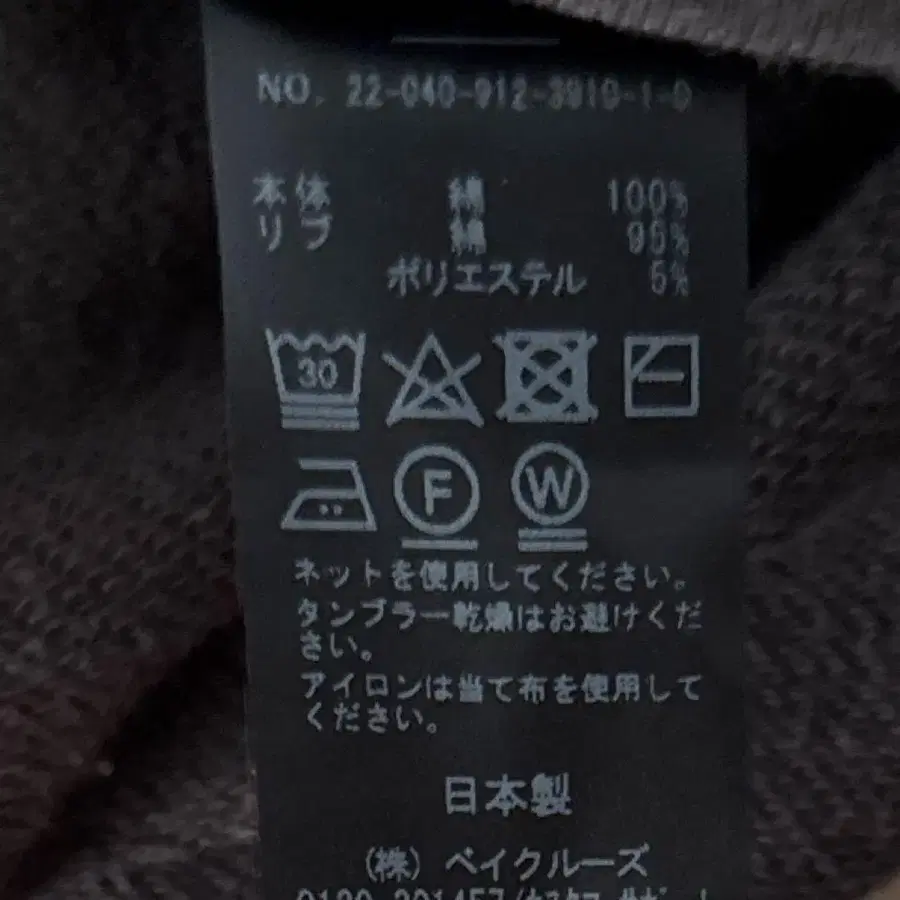 NO. 22-040-912-3910-1-0
本体 綿 100%
リブ 綿 95%
ポリエステル 5%
30
F W
ネットを使用してください。
タンブラー乾燥はお避けくだ
さい。
アイロンは当て布を使用して
ください。
日本製
(株) ベイクルーズ